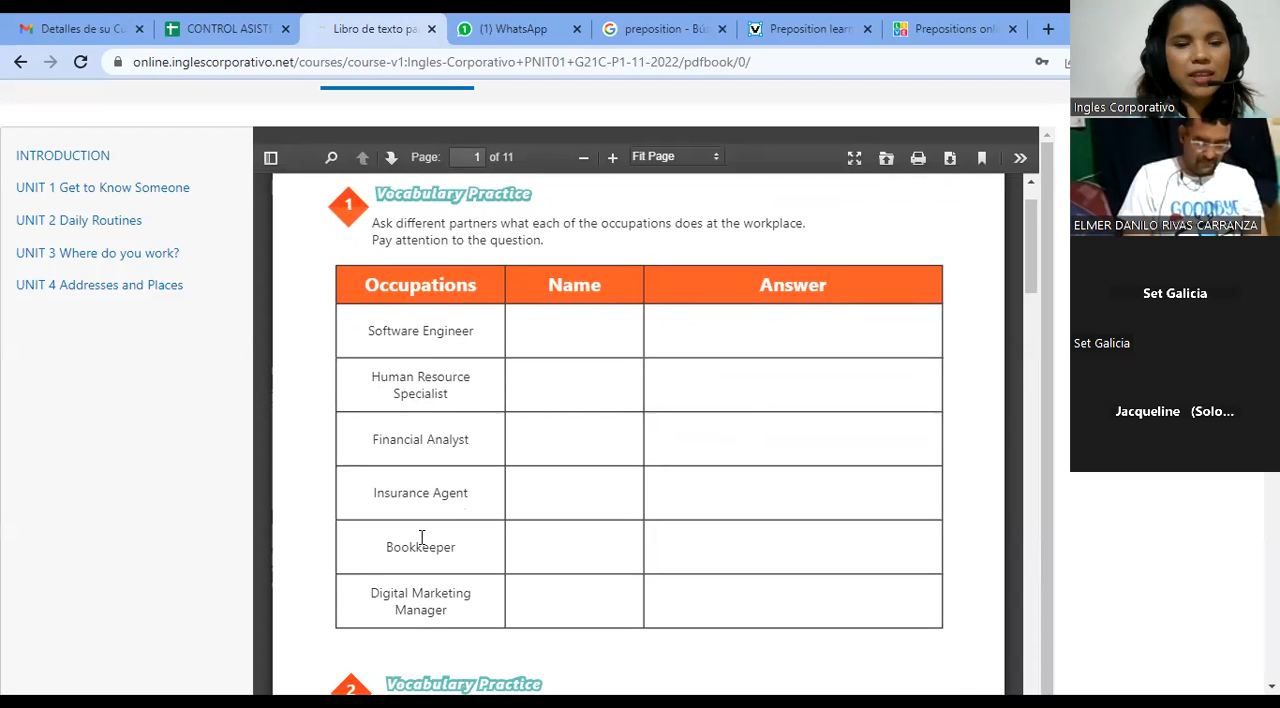 Detalles de su Cu
CONTROL ASIST
Libro de texto pa
(1) WhatsApp
preposition - Bús
Preposition learn
Prepositions onli
online.inglescorporativo.net/courses/course-v1:Ingles-Corporativo+PNIT01+G21C-P1-11-2022/pdfbook/0/
Ingles Corporativo
GOODBYE
ELMER DANILO RIVAS CARRANZA
Set Galicia
Set Galicia
Jacqueline (Solo...
INTRODUCTION
UNIT 1 Get to Know Someone
UNIT 2 Daily Routines
UNIT 3 Where do you work?
UNIT 4 Addresses and Places
Page: 1 of 11
Fit Page
1 Vocabulary Practice
Ask different partners what each of the occupations does at the workplace.
Pay attention to the question.
Occupations Name Answer
Software Engineer
Human Resource
Specialist
Financial Analyst
Insurance Agent
Bookkeeper
Digital Marketing
Manager
2 Vocabulary Practice